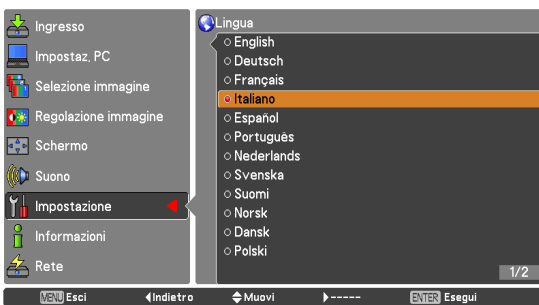 Ingresso
Impostaz. PC
Selezione immagine
Regolazione immagine
Schermo
Suono
Impostazione
Informazioni
Rete
Lingua
English
Deutsch
Français
Italiano
Español
Português
Nederlands
Svenska
Suomi
Norsk
Dansk
Polski
1/2
MENU Esci Indietro Muovi ----- ENTER Esegui